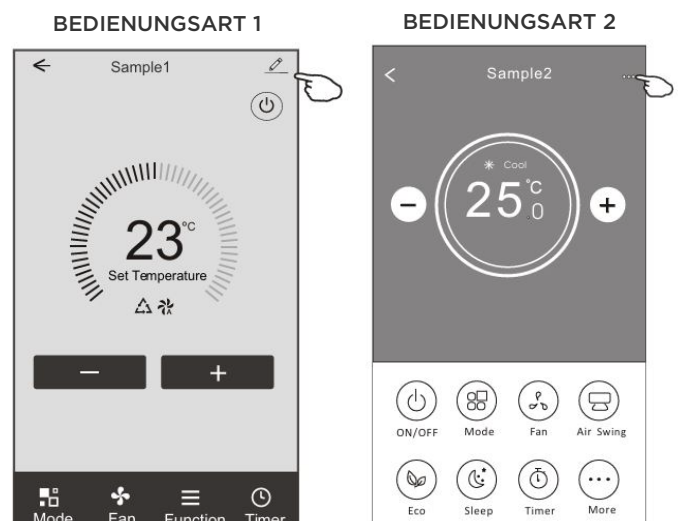 BEDIENUNGSART 1
Sample1
23°C
Set Temperature
A
Mode Fan Function Timer
BEDIENUNGSART 2
Sample2
Cool
25.0°C
ON/OFF Mode Fan Air Swing
Eco Sleep Timer More